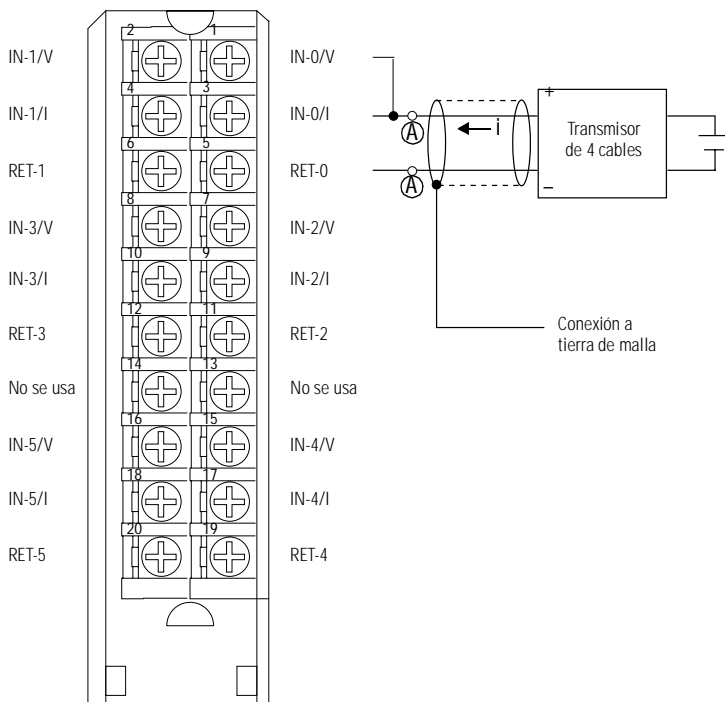 2 1
IN-1/V IN-0/V
4 3
IN-1/I IN-0/I
6 5
RET-1 RET-0
8 7
IN-3/V IN-2/V
10 9
IN-3/I IN-2/I
12 11
RET-3 RET-2
14 13
No se usa No se usa
16 15
IN-5/V IN-4/V
18 17
IN-5/I IN-4/I
20 19
RET-5 RET-4
+
A
i
Transmisor
de 4 cables
A
–
Conexión a
tierra de malla